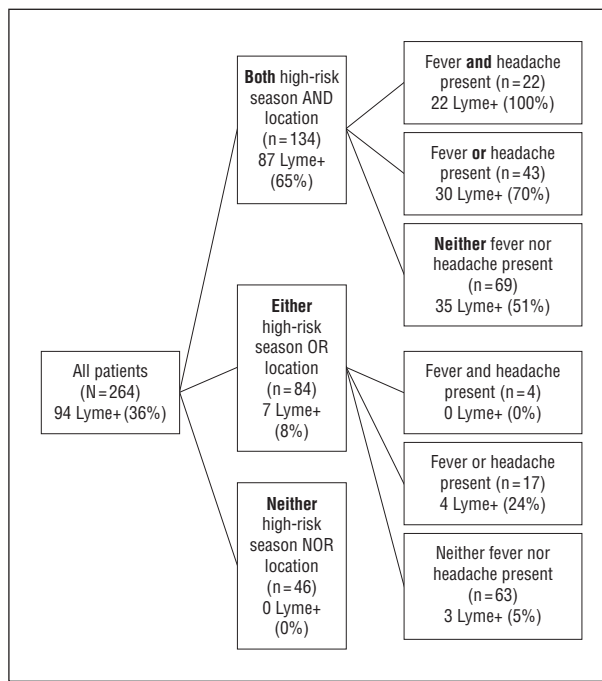 All patients
(N=264)
94 Lyme+ (36%)
Both high-risk
season AND
location
(n=134)
87 Lyme+
(65%)
Either
high-risk
season OR
location
(n=84)
7 Lyme+
(8%)
Neither
high-risk
season NOR
location
(n=46)
0 Lyme+
(0%)
Fever and headache
present (n=22)
22 Lyme+ (100%)
Fever or headache
present (n=43)
30 Lyme+ (70%)
Neither fever nor
headache present
(n=69)
35 Lyme+ (51%)
Fever and headache
present (n=4)
0 Lyme+ (0%)
Fever or headache
present (n=17)
4 Lyme+ (24%)
Neither fever nor
headache present
(n=63)
3 Lyme+ (5%)